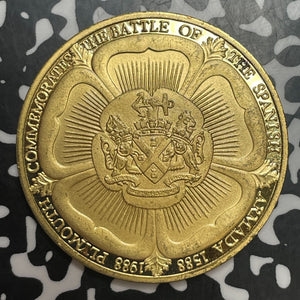 PLYMOUTH COMMEMORATES THE BATTLE OF THE SPANISH ARMADA 1588 1988